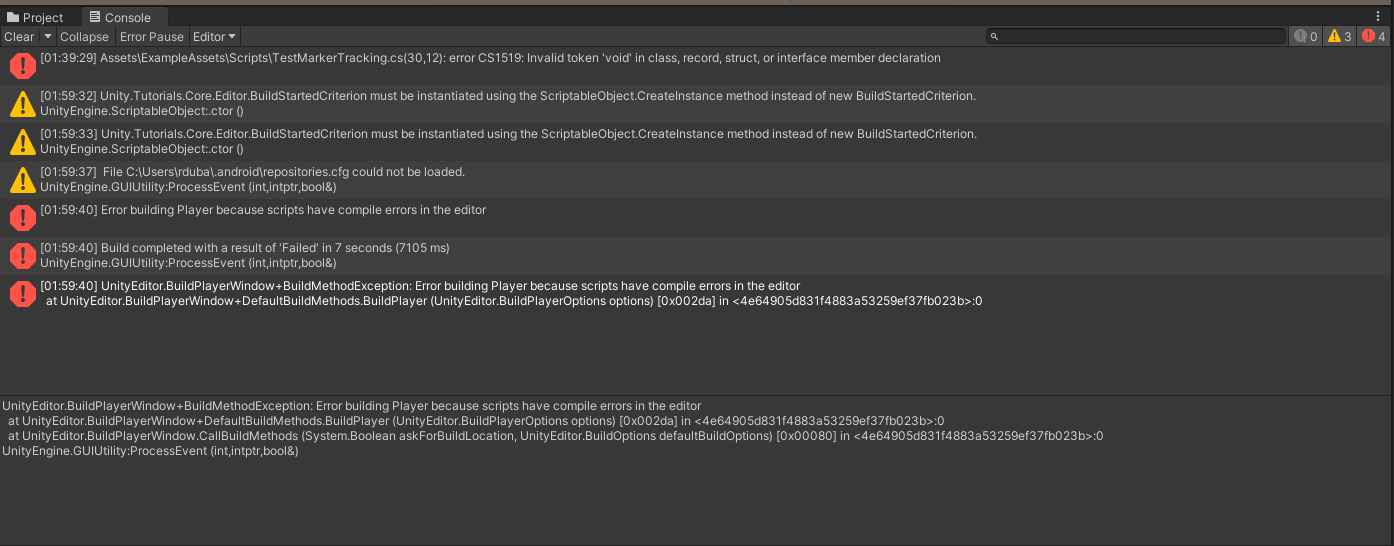 Project
Console
Clear
Collapse
Error Pause
Editor
0
3
4
[01:39:29] Assets\ExampleAssets\Scripts\TestMarkerTracking.cs(30,12): error CS1519: Invalid token 'void' in class, record, struct, or interface member declaration
[01:59:32] Unity.Tutorials.Core.Editor.BuildStartedCriterion must be instantiated using the ScriptableObject.CreateInstance method instead of new BuildStartedCriterion.
UnityEngine.ScriptableObject:.ctor ()
[01:59:33] Unity.Tutorials.Core.Editor.BuildStartedCriterion must be instantiated using the ScriptableObject.CreateInstance method instead of new BuildStartedCriterion.
UnityEngine.ScriptableObject:.ctor ()
[01:59:37]  File C:\Users\rduba\.android\repositories.cfg could not be loaded.
UnityEngine.GUIUtility:ProcessEvent (int,intptr,bool&)
[01:59:40] Error building Player because scripts have compile errors in the editor
[01:59:40] Build completed with a result of 'Failed' in 7 seconds (7105 ms)
UnityEngine.GUIUtility:ProcessEvent (int,intptr,bool&)
[01:59:40] UnityEditor.BuildPlayerWindow+BuildMethodException: Error building Player because scripts have compile errors in the editor
at UnityEditor.BuildPlayerWindow+DefaultBuildMethods.BuildPlayer (UnityEditor.BuildPlayerOptions options) [0x002da] in <4e64905d831f4883a53259ef37fb023b>:0
UnityEditor.BuildPlayerWindow+BuildMethodException: Error building Player because scripts have compile errors in the editor
at UnityEditor.BuildPlayerWindow+DefaultBuildMethods.BuildPlayer (UnityEditor.BuildPlayerOptions options) [0x002da] in <4e64905d831f4883a53259ef37fb023b>:0
at UnityEditor.BuildPlayerWindow.CallBuildMethods (System.Boolean askForBuildLocation, UnityEditor.BuildOptions defaultBuildOptions) [0x00080] in <4e64905d831f4883a53259ef37fb023b>:0
UnityEngine.GUIUtility:ProcessEvent (int,intptr,bool&)